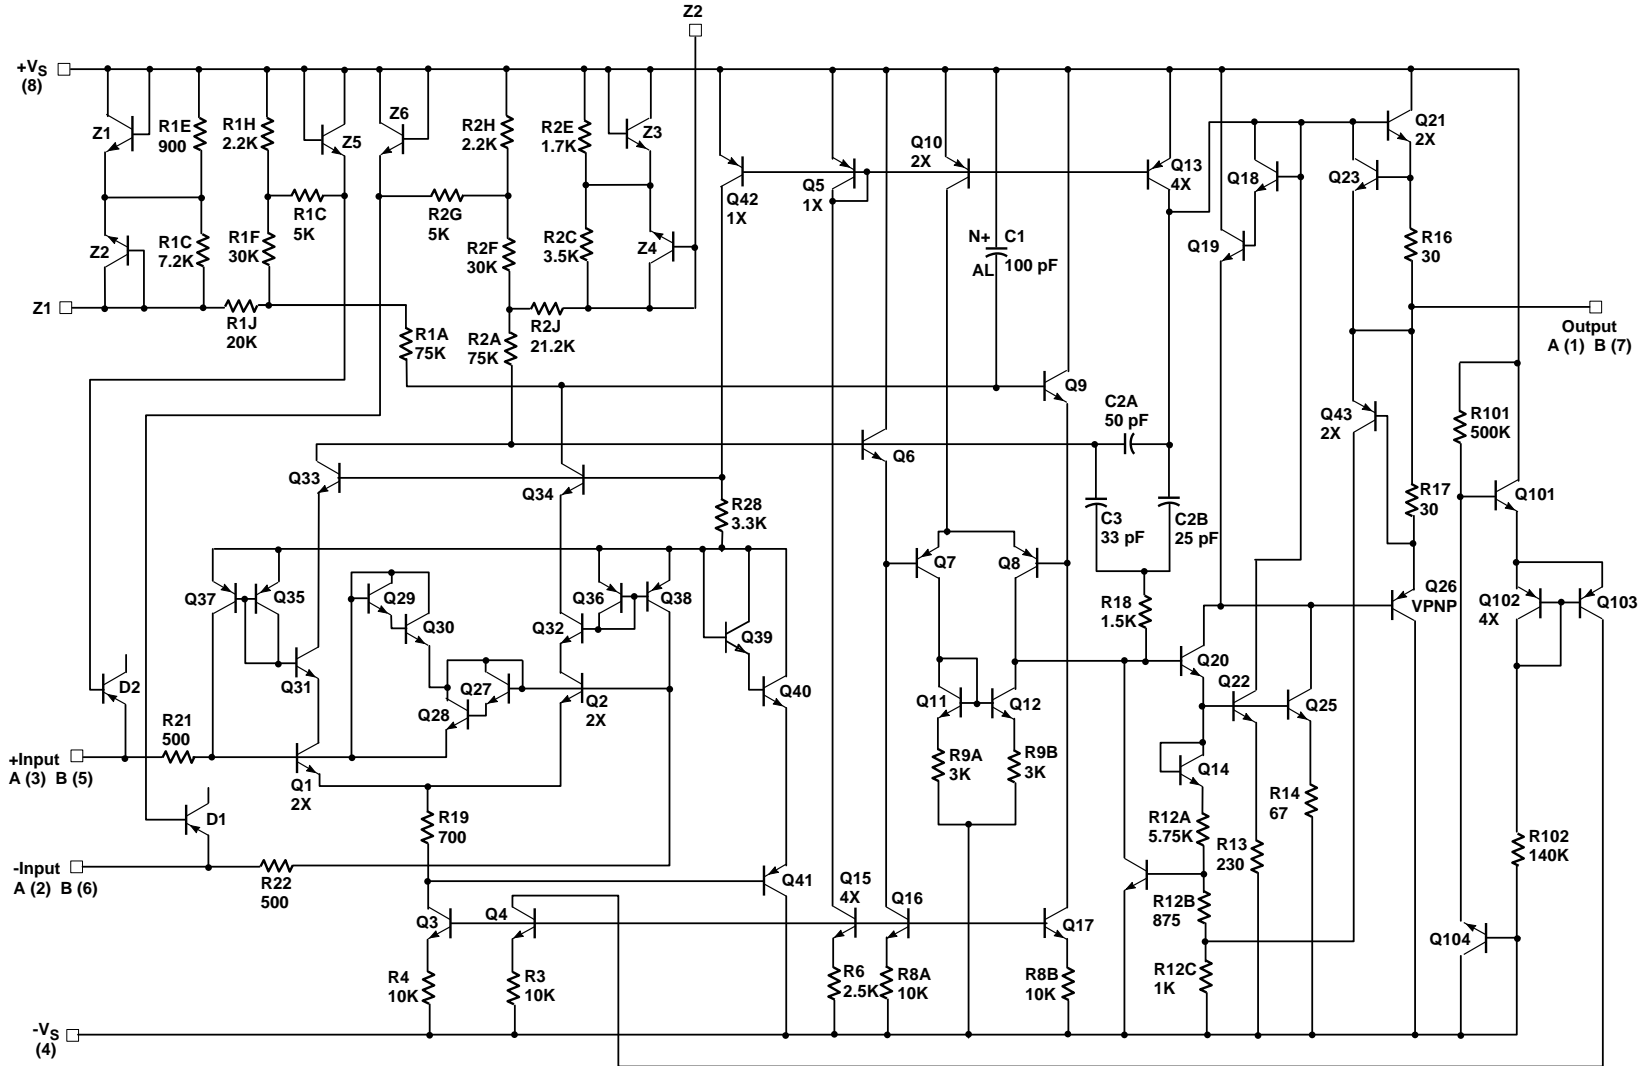 Z2
+VS
(8)
Z1
R1E
900
R1H
2.2K
Z5
Z6
R2H
2.2K
R2E
1.7K
Z3
Q42
1X
Q5
1X
Q10
2X
Q13
4X
Q18
Q23
Q21
2X
Z2
R1C
7.2K
R1F
30K
R1C
5K
R2G
5K
R2F
30K
R2C
3.5K
Z4
N+
C1
AL
100 pF
Q19
R16
30
Z1
R1J
20K
R1A
75K
R2A
75K
R2J
21.2K
Output
A (1) B (7)
Q9
C2A
50 pF
Q43
2X
R101
500K
Q33
Q34
Q6
R28
3.3K
C3
33 pF
C2B
25 pF
R17
30
Q101
Q37
Q35
Q29
Q30
Q36
Q38
Q32
Q39
Q7
Q8
R18
1.5K
Q26
VPNP
Q102
4X
Q103
D2
Q31
Q27
Q28
Q2
2X
Q40
Q11
Q12
Q20
Q22
Q25
R21
500
+Input
A (3) B (5)
Q1
2X
R9A
3K
R9B
3K
Q14
R14
67
D1
R19
700
R12A
5.75K
R13
230
R102
140K
-Input
A (2) B (6)
R22
500
Q41
Q15
4X
Q16
Q17
R12B
875
Q3
Q4
Q104
R4
10K
R3
10K
R6
2.5K
R8A
10K
R8B
10K
R12C
1K
-VS
(4)